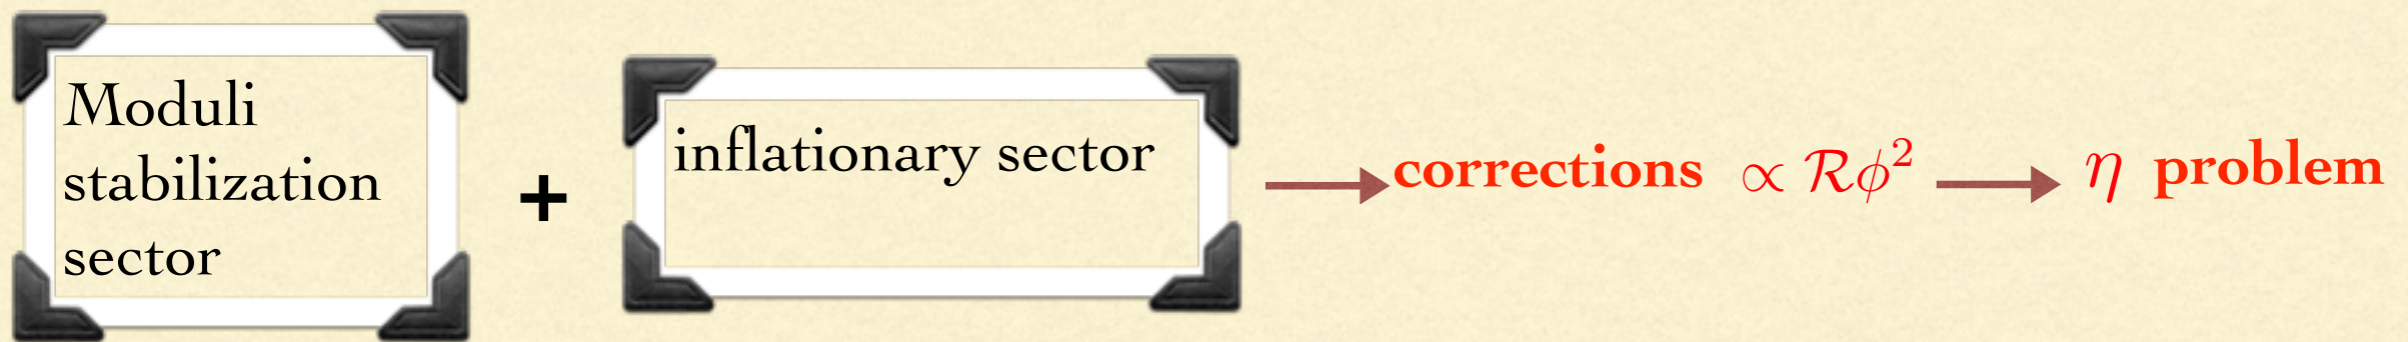 Moduli
stabilization
sector
+
inflationary sector
corrections ∝ ℛϕ² η problem